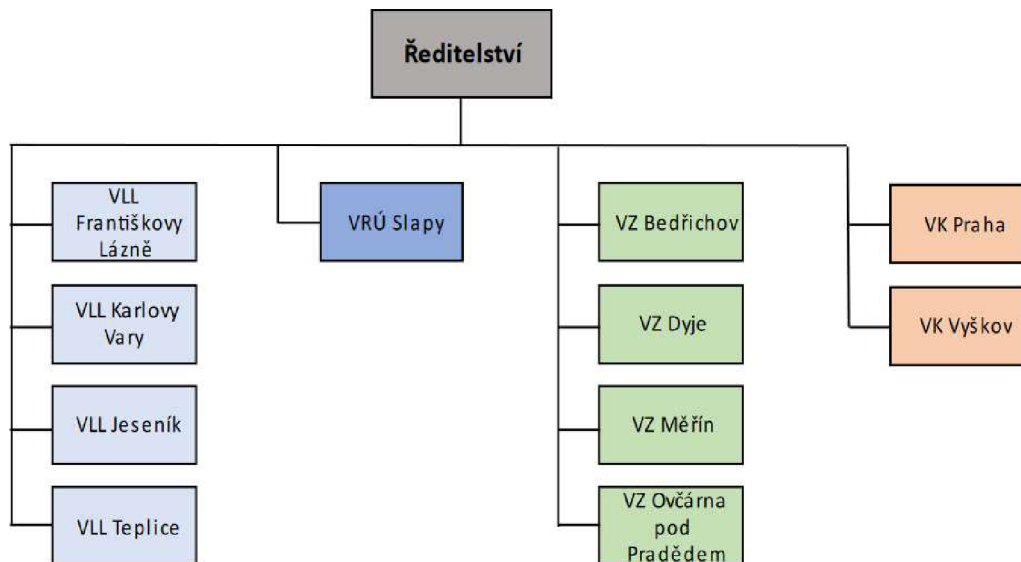 Ředitelství
VLL
Františkovy
Lázně
VLL Karlovy
Vary
VLL Jeseník
VLL Teplice
VRÚ Slapy
VZ Bedřichov
VZ Dyje
VZ Měřín
VZ Ovčárna
pod
Pradědem
VK Praha
VK Vyškov